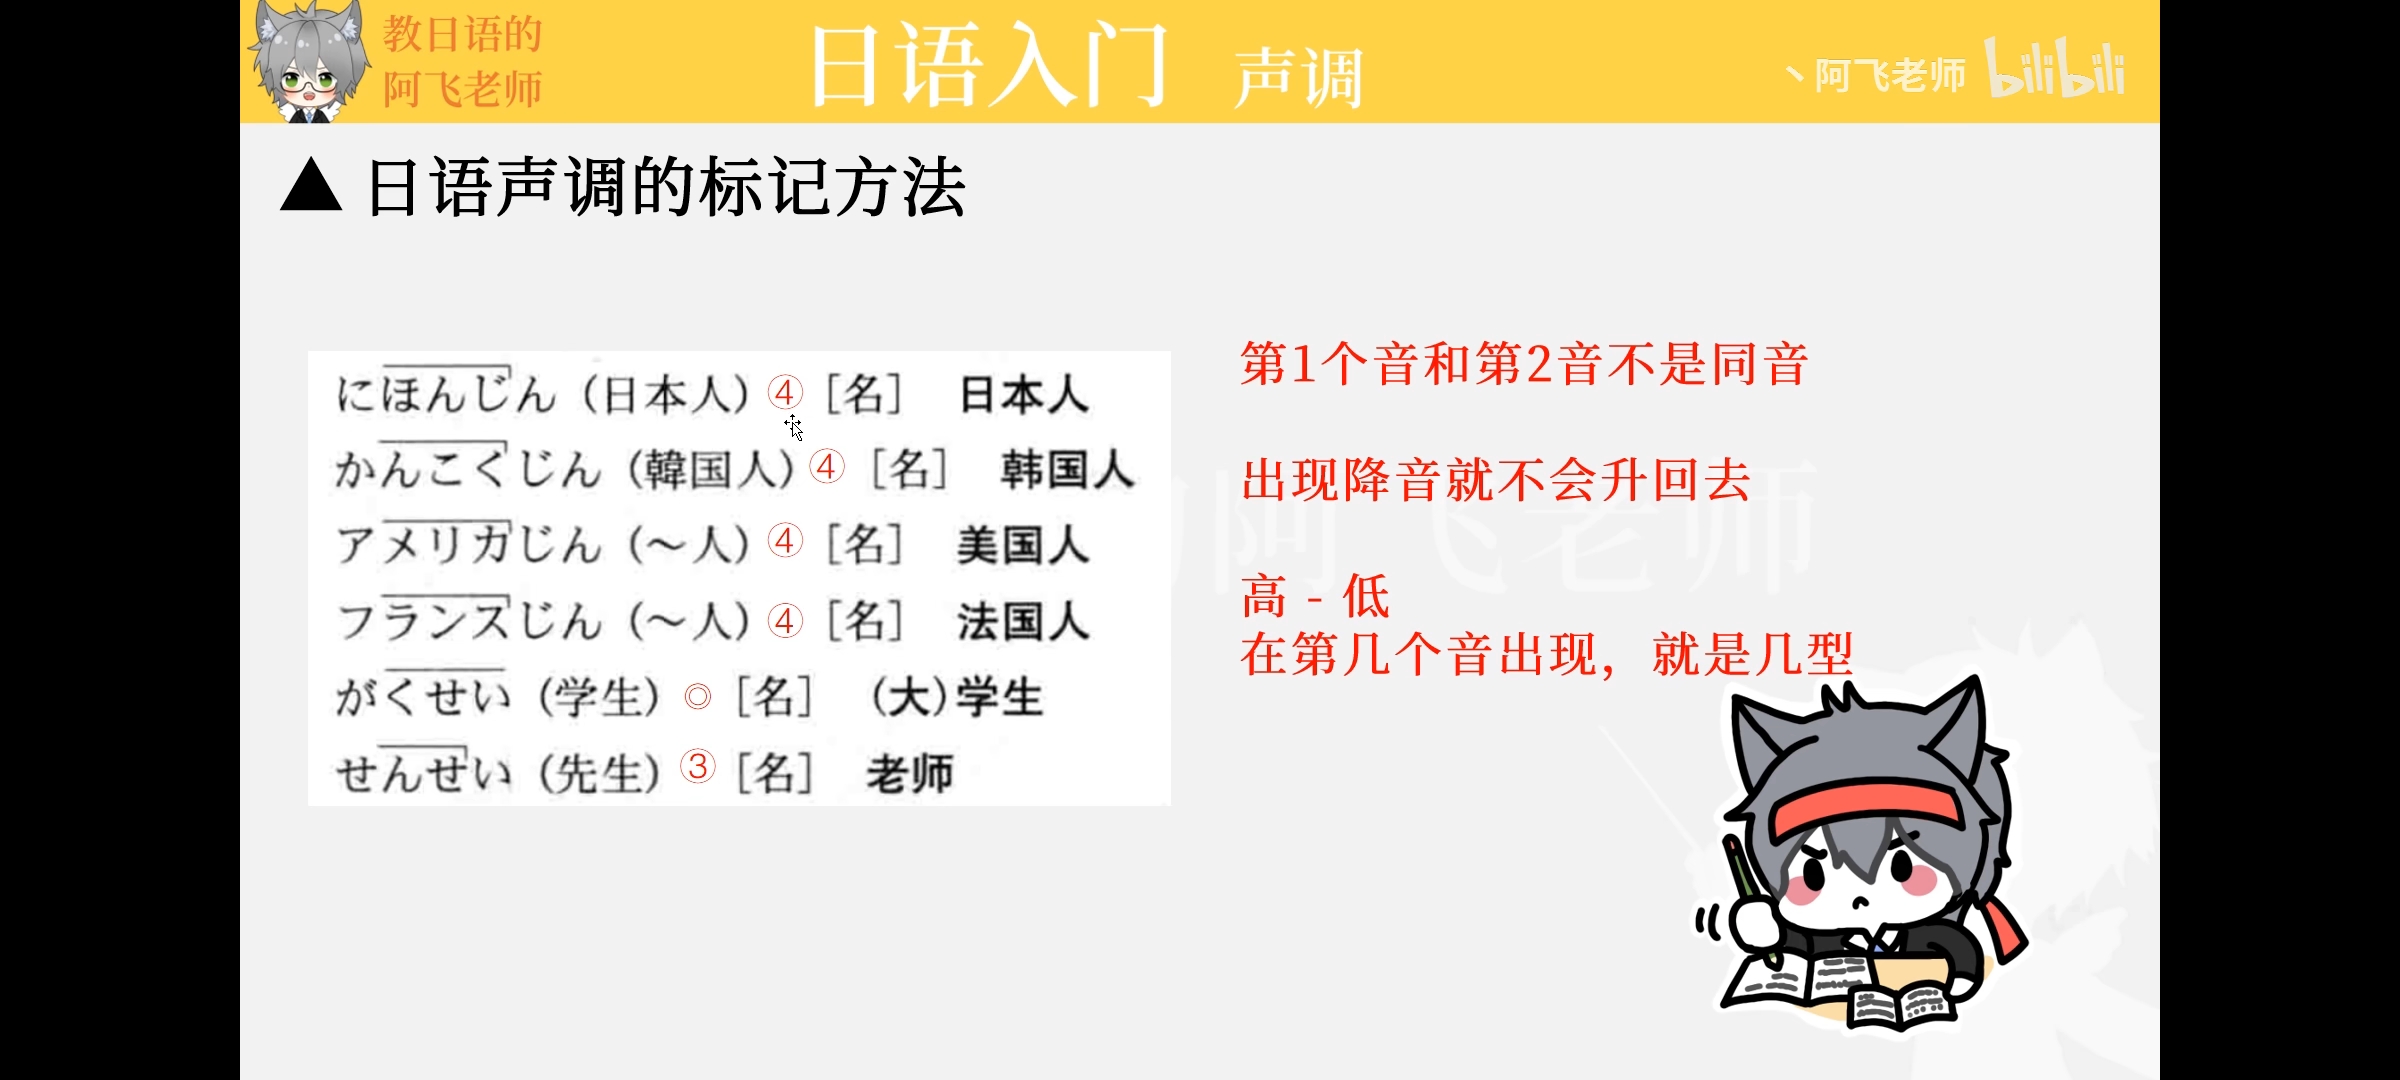 教日语的
阿飞老师
日语入门 声调
丶阿飞老师 bilibili
▲ 日语声调的标记方法
にほんじん（日本人）④［名］ 日本人
かんこくじん（韓国人）④［名］ 韩国人
アメリカじん（～人）④［名］ 美国人
フランスじん（～人）④［名］ 法国人
がくせい（学生）◎［名］ （大）学生
せんせい（先生）③［名］ 老师
第1个音和第2音不是同音
出现降音就不会升回去
高 - 低
在第几个音出现，就是几型
阿飞老师